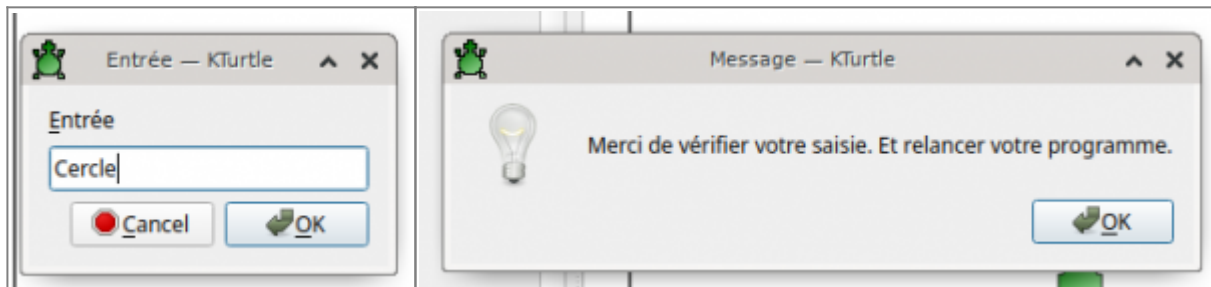 Entrée — KTurtle
Entrée
Cercle
Cancel
OK
Message — KTurtle
Merci de vérifier votre saisie. Et relancer votre programme.
OK